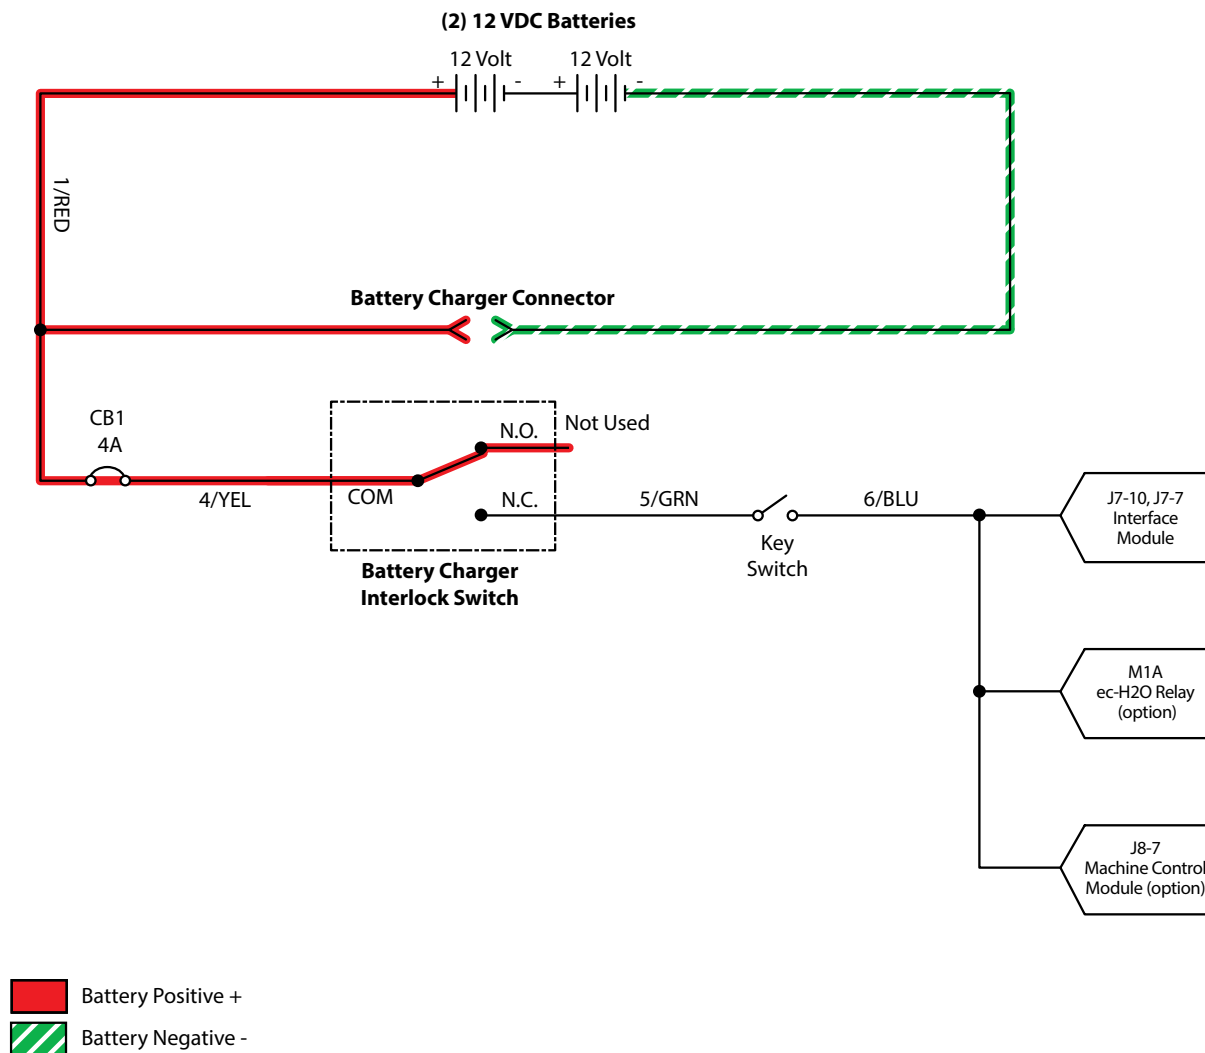 (2) 12 VDC Batteries
12 Volt
12 Volt
+
-
+
-
1/RED
Battery Charger Connector
CB1
4A
4/YEL
COM
N.O.
Not Used
N.C.
Battery Charger
Interlock Switch
5/GRN
Key
Switch
6/BLU
J7-10, J7-7
Interface
Module
M1A
ec-H2O Relay
(option)
J8-7
Machine Control
Module (option)
Battery Positive +
Battery Negative -